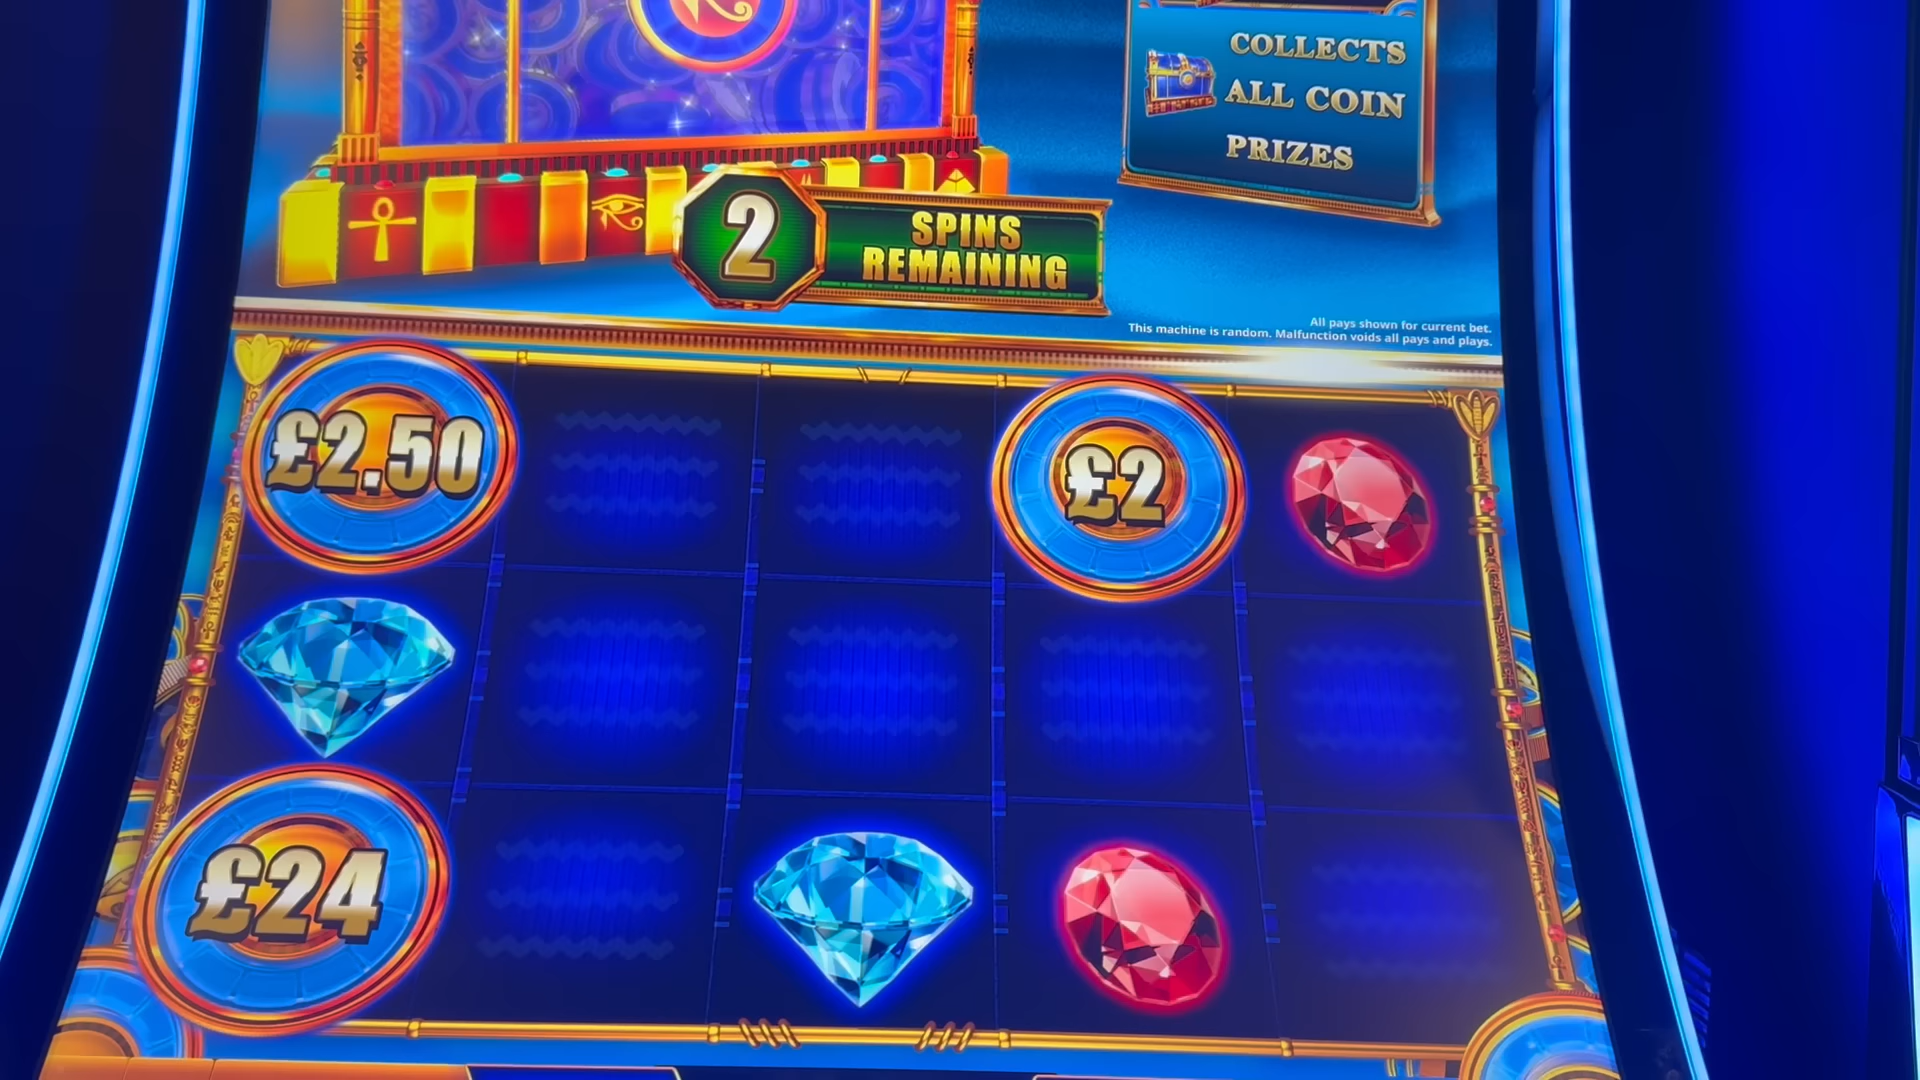 COLLECTS
ALL COIN
PRIZES
2
SPINS
REMAINING
All pays shown for current bet.
This machine is random. Malfunction voids all pays and plays.
£2.50
£2
£24